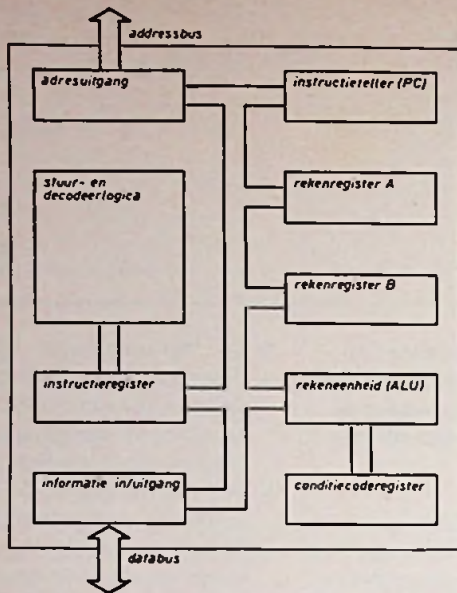 addressbus
adresuitgang
instructieteller (PC)
stuur- en
decodeerlogica
rekenregister A
rekenregister B
instructieregister
rekeneenheid (ALU)
informatie in/uitgang
conditiecoderegister
databus